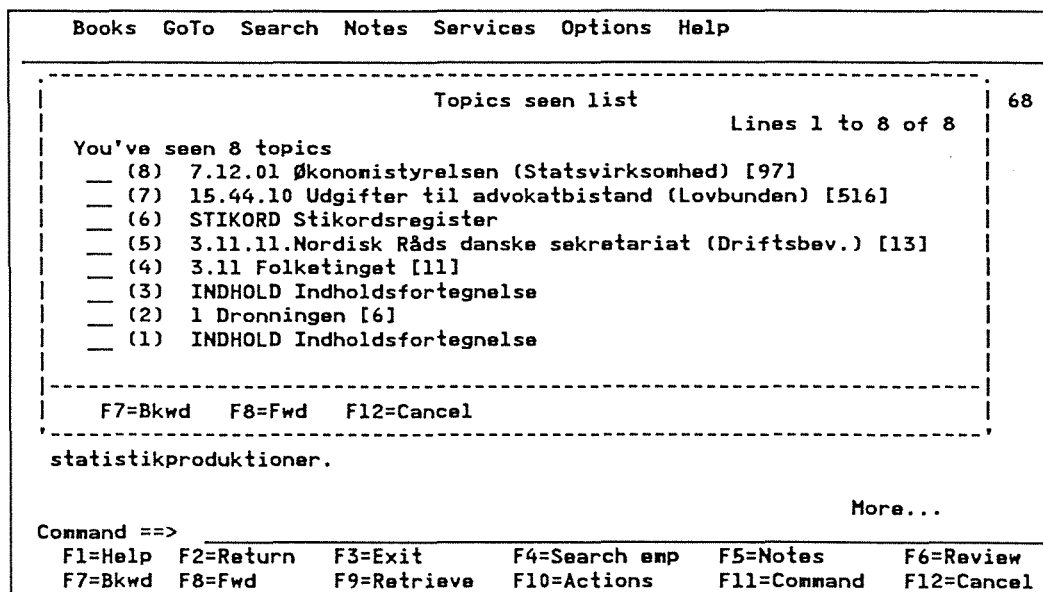 Books GoTo Search Notes Services Options Help
Topics seen list
68
Lines 1 to 8 of 8
You've seen 8 topics
__ (8) 7.12.01 Økonomistyrelsen (Statsvirksomhed) [97]
__ (7) 15.44.10 Udgifter til advokatbistand (Lovbunden) [516]
__ (6) STIKORD Stikordsregister
__ (5) 3.11.11.Nordisk Råds danske sekretariat (Driftsbev.) [13]
__ (4) 3.11 Folketinget [11]
__ (3) INDHOLD Indholdsfortegnelse
__ (2) 1 Dronningen [6]
__ (1) INDHOLD Indholdsfortegnelse
F7=Bkwd F8=Fwd F12=Cancel
statistikproduktioner.
More...
Command ==>
F1=Help F2=Return F3=Exit F4=Search emp F5=Notes F6=Review
F7=Bkwd F8=Fwd F9=Retrieve F10=Actions F11=Command F12=Cancel